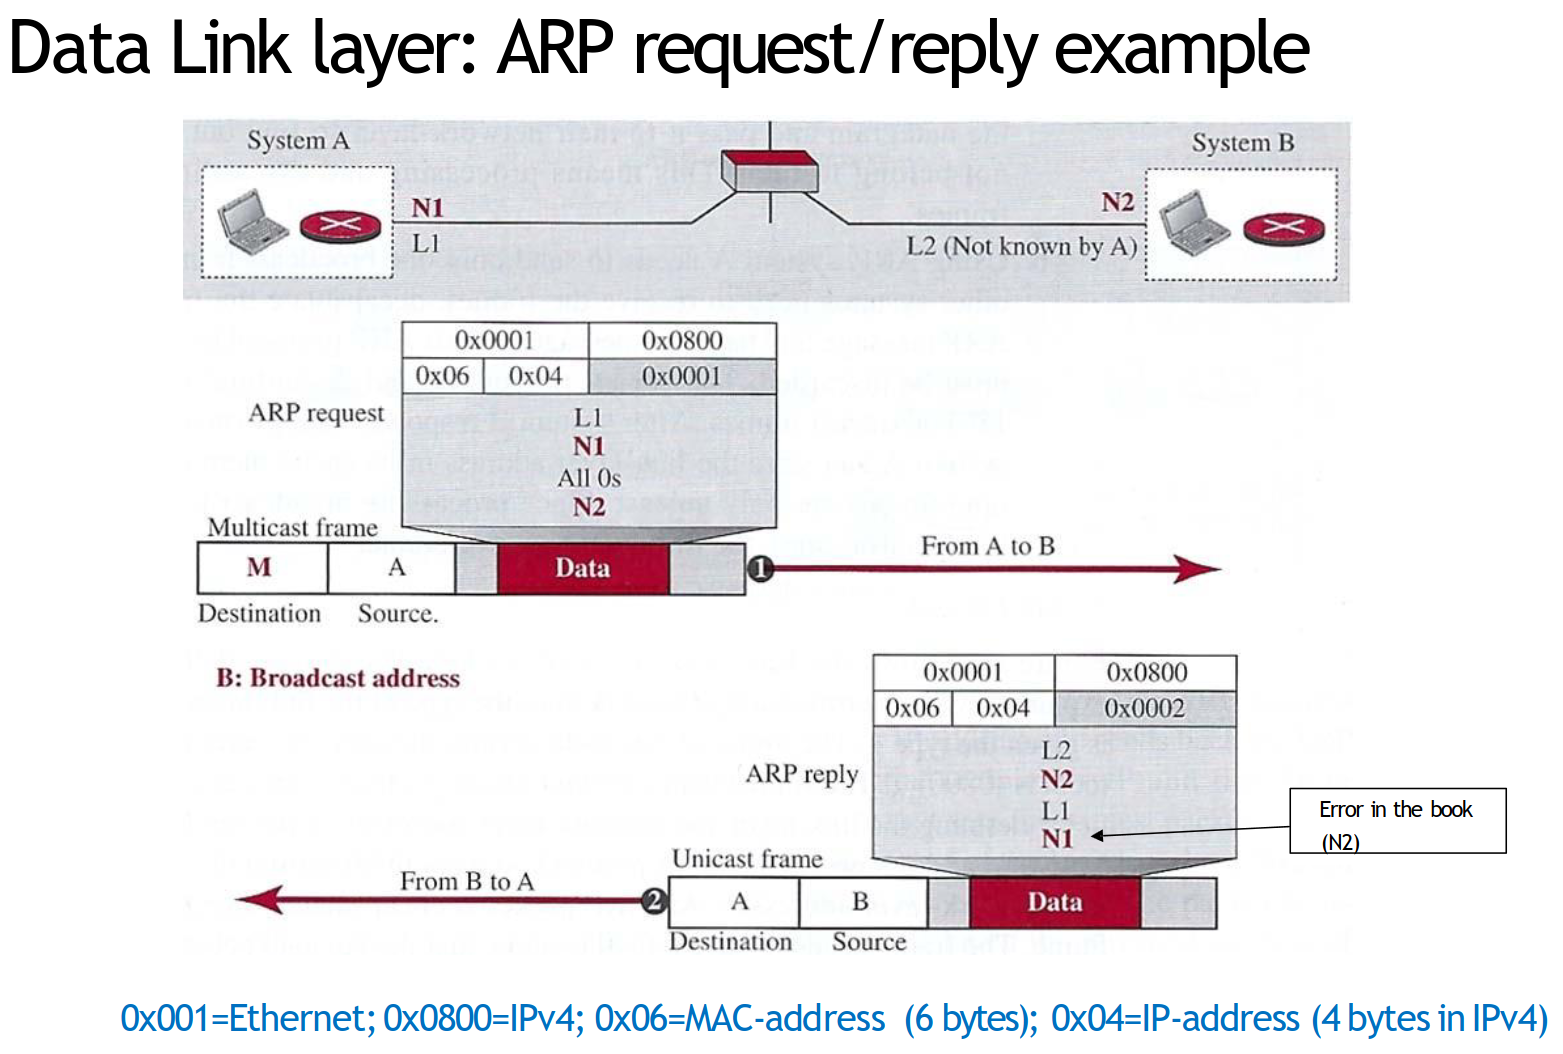 Data Link layer: ARP request/reply example
System A
System B
N1
L1
N2
L2 (Not known by A)
0x0001 0x0800
0x06 0x04 0x0001
ARP request
L1
N1
All 0s
N2
Multicast frame
M A Data
1 From A to B
Destination Source.
B: Broadcast address
0x0001 0x0800
0x06 0x04 0x0002
ARP reply
L2
N2
L1
N1
Error in the book
(N2)
Unicast frame
From B to A 2
A B Data
Destination Source
0x001=Ethernet; 0x0800=IPv4; 0x06=MAC-address (6 bytes); 0x04=IP-address (4 bytes in IPv4)